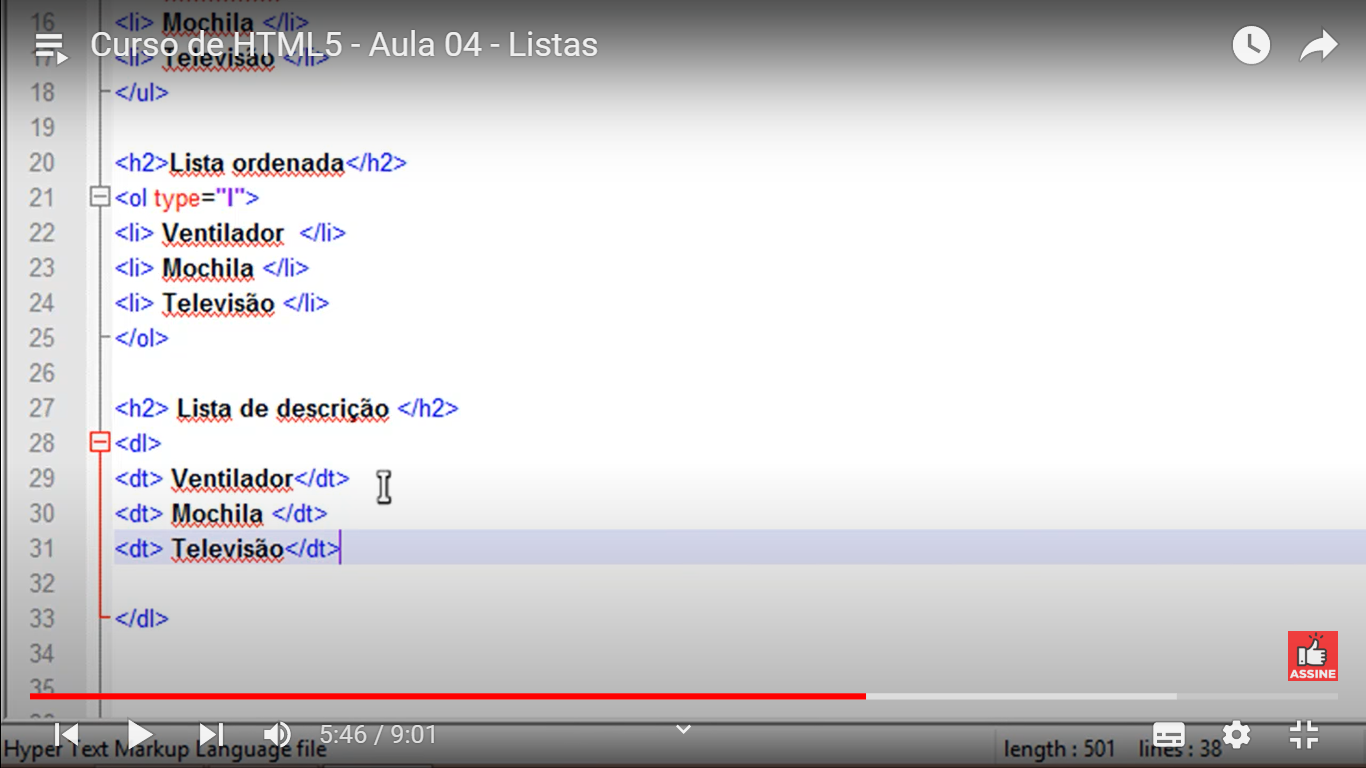 16 <li> Mochila </li>
Curso de HTML5 - Aula 04 - Listas
17 <li> Televisão </li>
18 </ul>
19
20 <h2>Lista ordenada</h2>
21 <ol type="I">
22 <li> Ventilador </li>
23 <li> Mochila </li>
24 <li> Televisão </li>
25 </ol>
26
27 <h2> Lista de descrição </h2>
28 <dl>
29 <dt> Ventilador</dt>
30 <dt> Mochila </dt>
31 <dt> Televisão</dt>
32
33 </dl>
34
ASSINE
35
5:46 / 9:01
Hyper Text Markup Language file length : 501 lines : 38